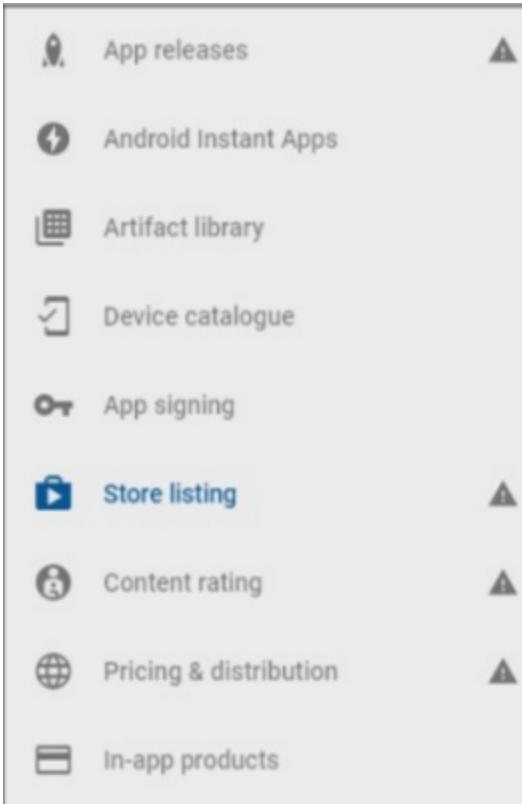 App releases
Android Instant Apps
Artifact library
Device catalogue
App signing
Store listing
Content rating
Pricing & distribution
In-app products